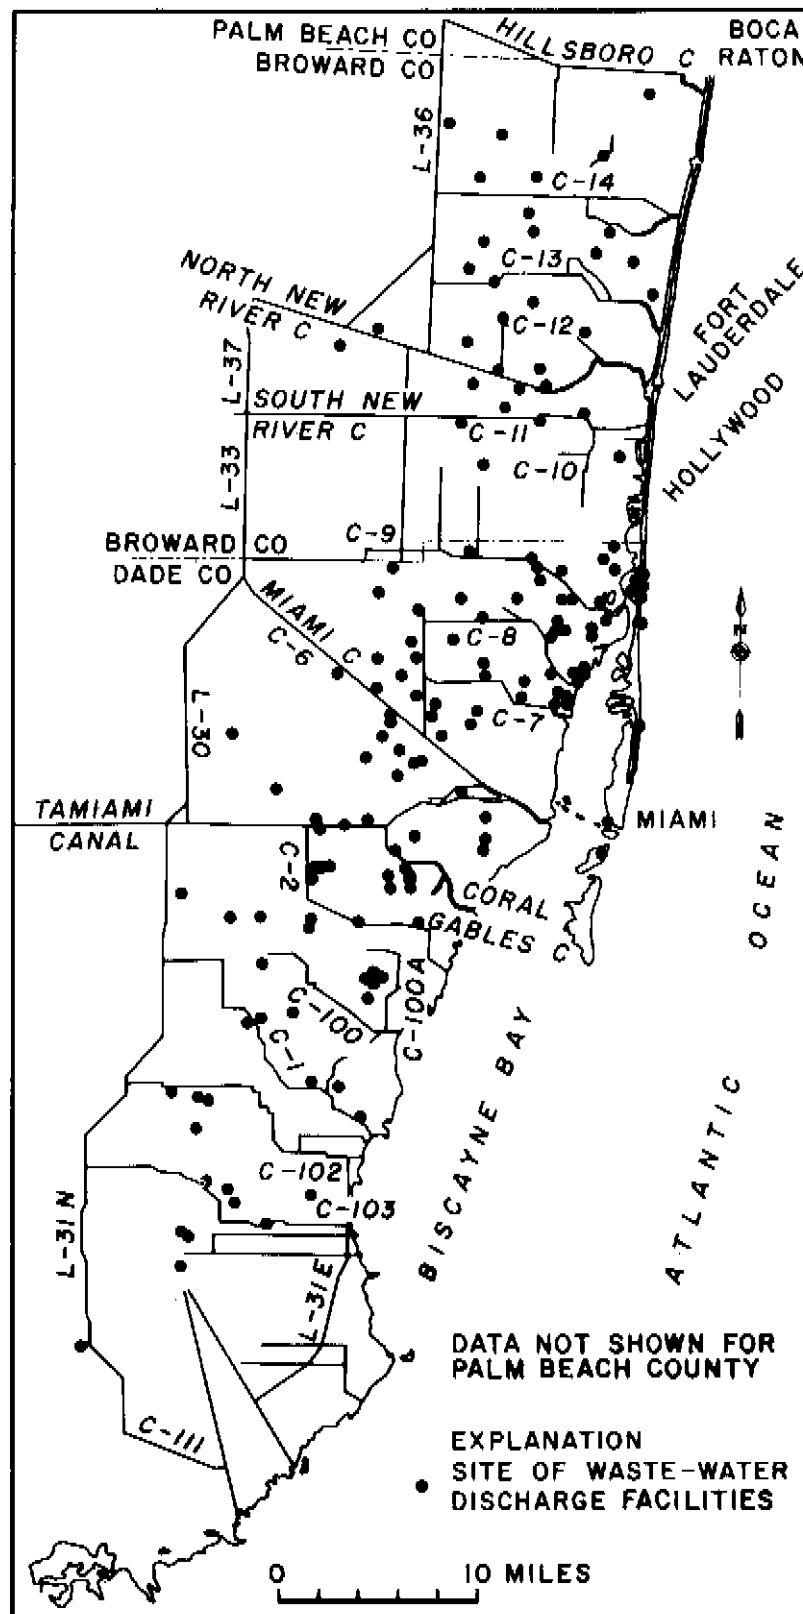 PALM BEACH CO
BROWARD CO
HILLSBORO C
BOCA
RATON
L-36
C-14
C-13
NORTH NEW
RIVER C
C-12
FORT
LAUDERDALE
L-37
SOUTH NEW
RIVER C
C-11
HOLLYWOOD
L-33
C-10
C-9
BROWARD CO
DADE CO
MIAMI C
C-6
C-8
N
L-30
C-7
TAMIAMI
CANAL
MIAMI
C-2
CORAL
GABLES C
C-100A
C-100
C-1
BISCAYNE BAY
ATLANTIC OCEAN
C-102
C-103
L-31N
L-31E
C-111
DATA NOT SHOWN FOR
PALM BEACH COUNTY
EXPLANATION
SITE OF WASTE-WATER
DISCHARGE FACILITIES
0 10 MILES